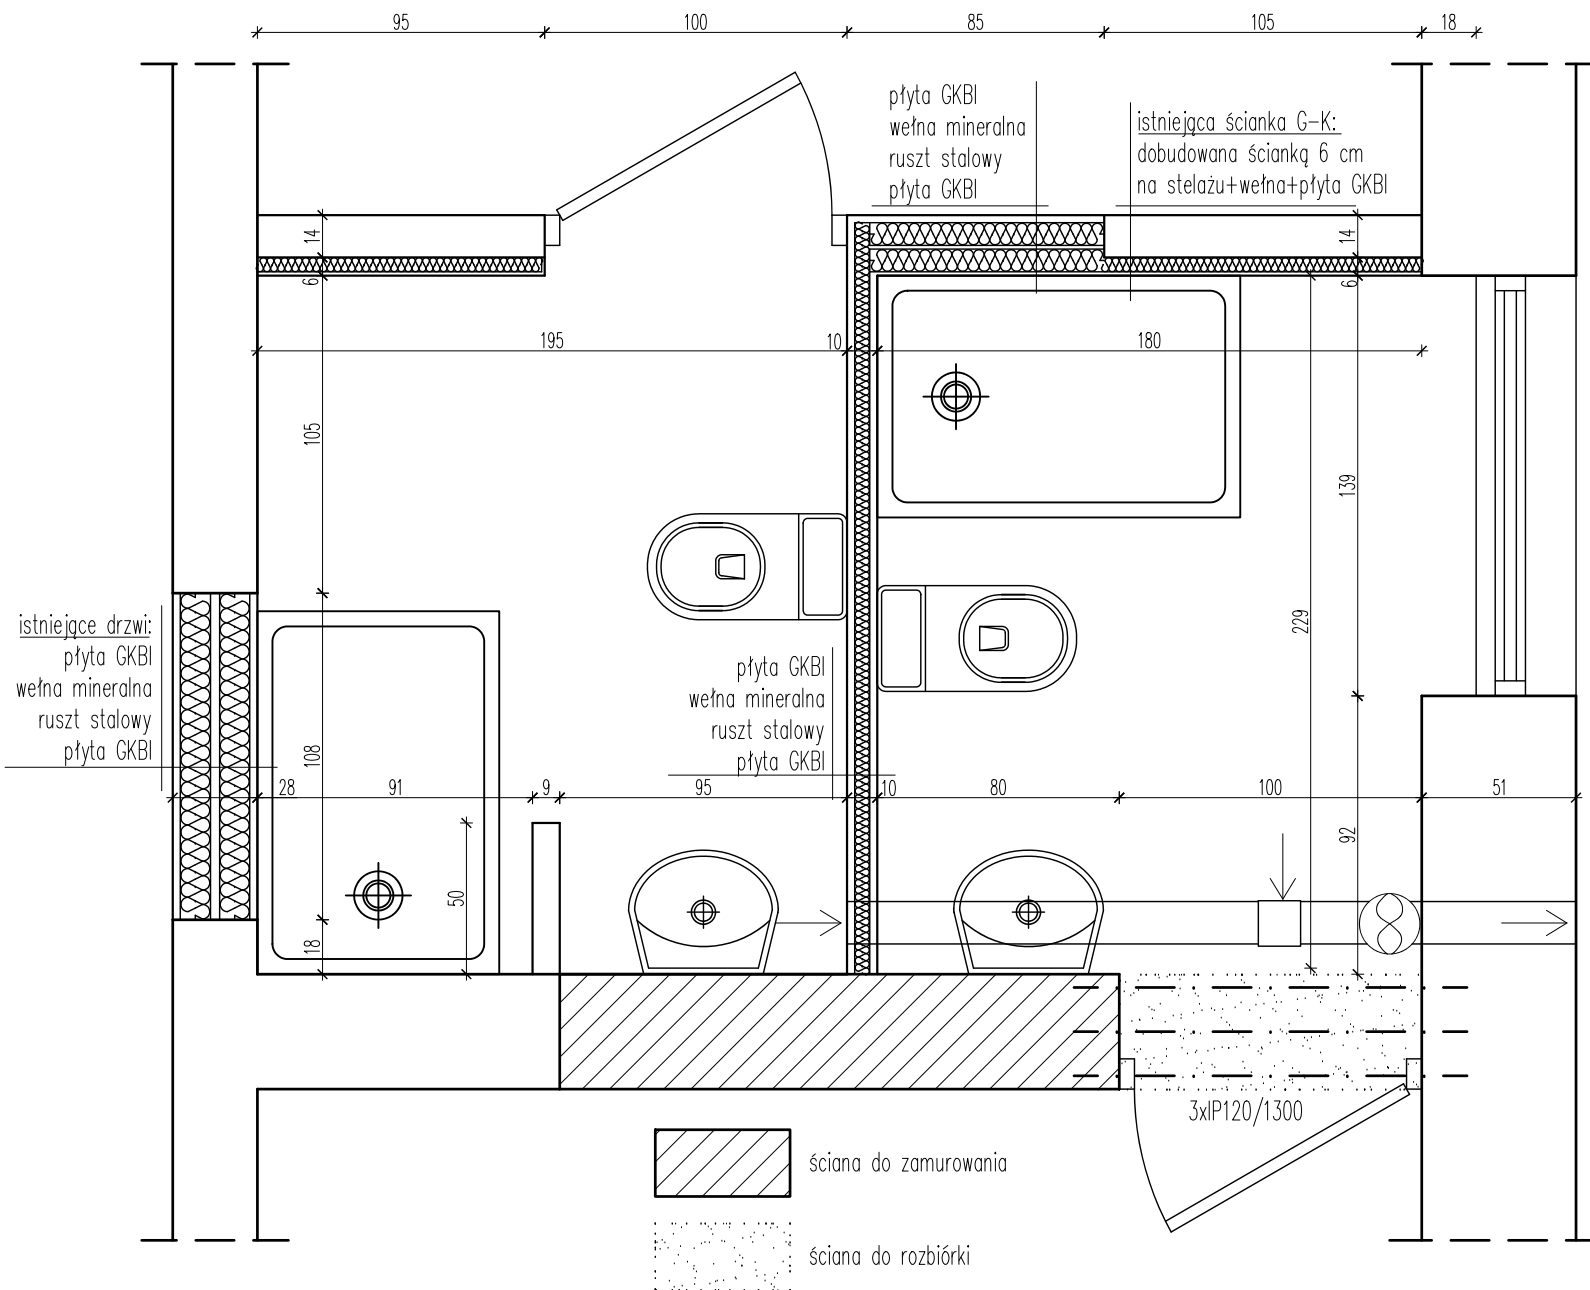 95
100
85
105
18
płyta GKBI
wełna mineralna
ruszt stalowy
płyta GKBI
istniejąca ścianka G-K:
dobudowana ścianką 6 cm
na stelażu+wełna+płyta GKBI
14
6
14
6
195
10
180
105
139
229
istniejące drzwi:
płyta GKBI
wełna mineralna
ruszt stalowy
płyta GKBI
płyta GKBI
wełna mineralna
ruszt stalowy
płyta GKBI
108
28
91
9
95
10
80
100
51
92
50
18
3xIP120/1300
ściana do zamurowania
ściana do rozbiórki